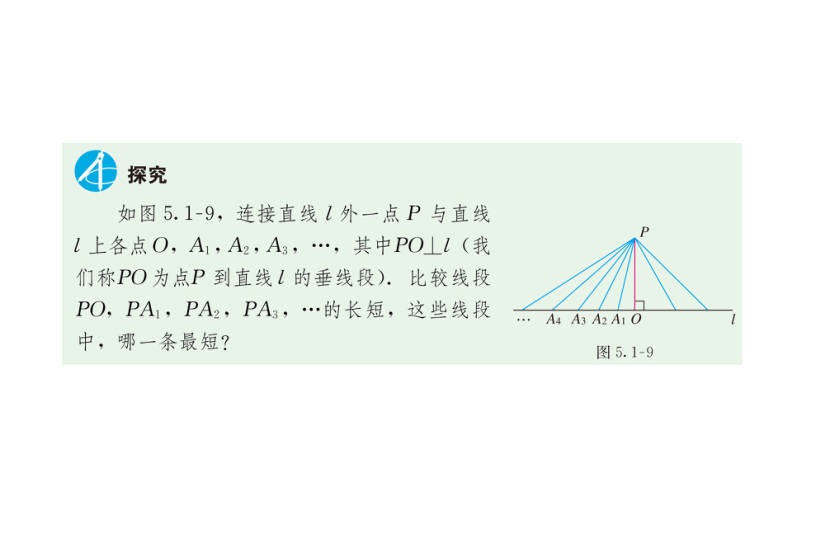 探究
如图 5.1-9，连接直线 l 外一点 P 与直线
l 上各点 O，A₁，A₂，A₃，…，其中PO⊥l（我
们称PO 为点P 到直线 l 的垂线段）．比较线段
PO，PA₁，PA₂，PA₃，…的长短，这些线段
中，哪一条最短？
P
… A₄ A₃ A₂ A₁ O l
图 5.1-9